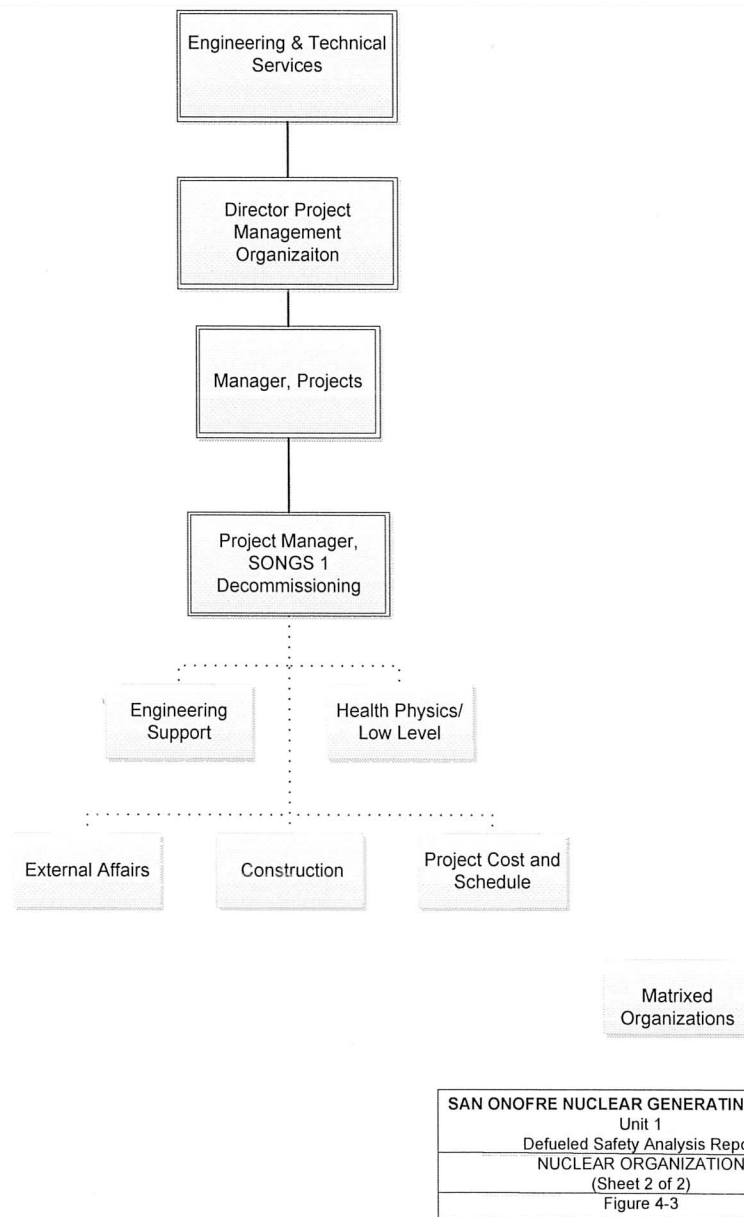 Engineering & Technical
Services
Director Project
Management
Organizaiton
Manager, Projects
Project Manager,
SONGS 1
Decommissioning
Engineering
Support
Health Physics/
Low Level
External Affairs
Construction
Project Cost and
Schedule
Matrixed
Organizations
SAN ONOFRE NUCLEAR GENERATIN
Unit 1
Defueled Safety Analysis Repo
NUCLEAR ORGANIZATION
(Sheet 2 of 2)
Figure 4-3